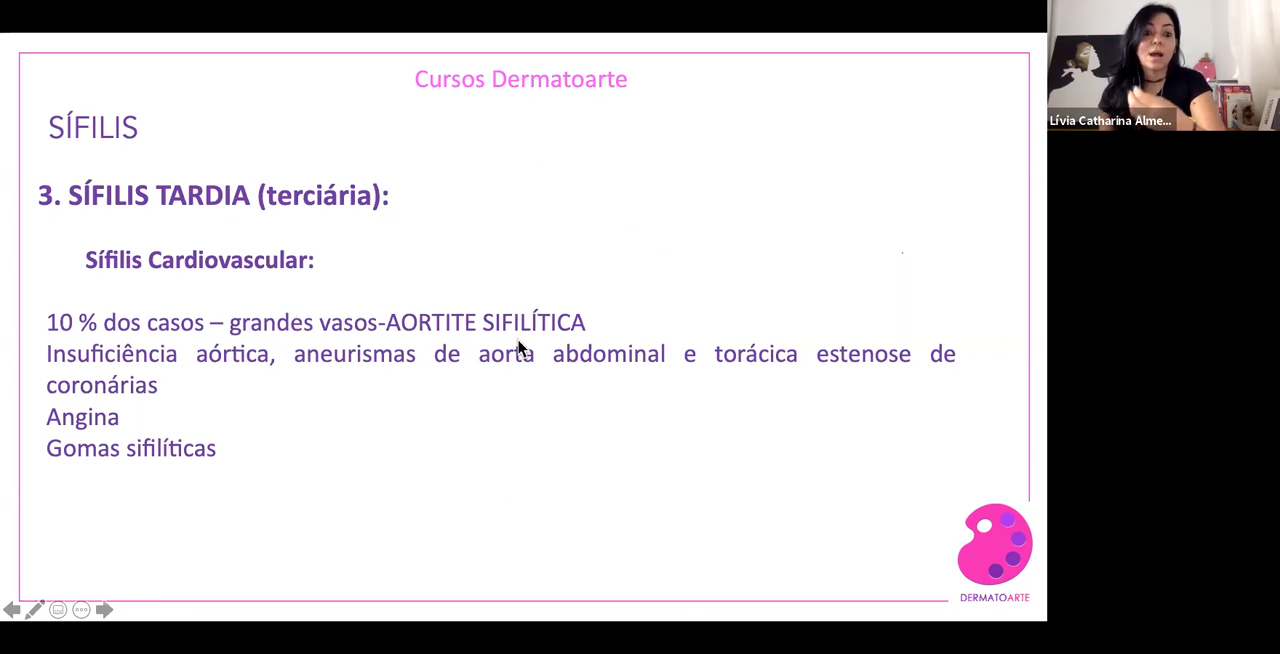 Cursos Dermatoarte
SÍFILIS
3. SÍFILIS TARDIA (terciária):
Sífilis Cardiovascular:
10 % dos casos – grandes vasos-AORTITE SIFILÍTICA
Insuficiência aórtica, aneurismas de aorta abdominal e torácica estenose de
coronárias
Angina
Gomas sifilíticas
DERMATOARTE
Lívia Catharina Alme...